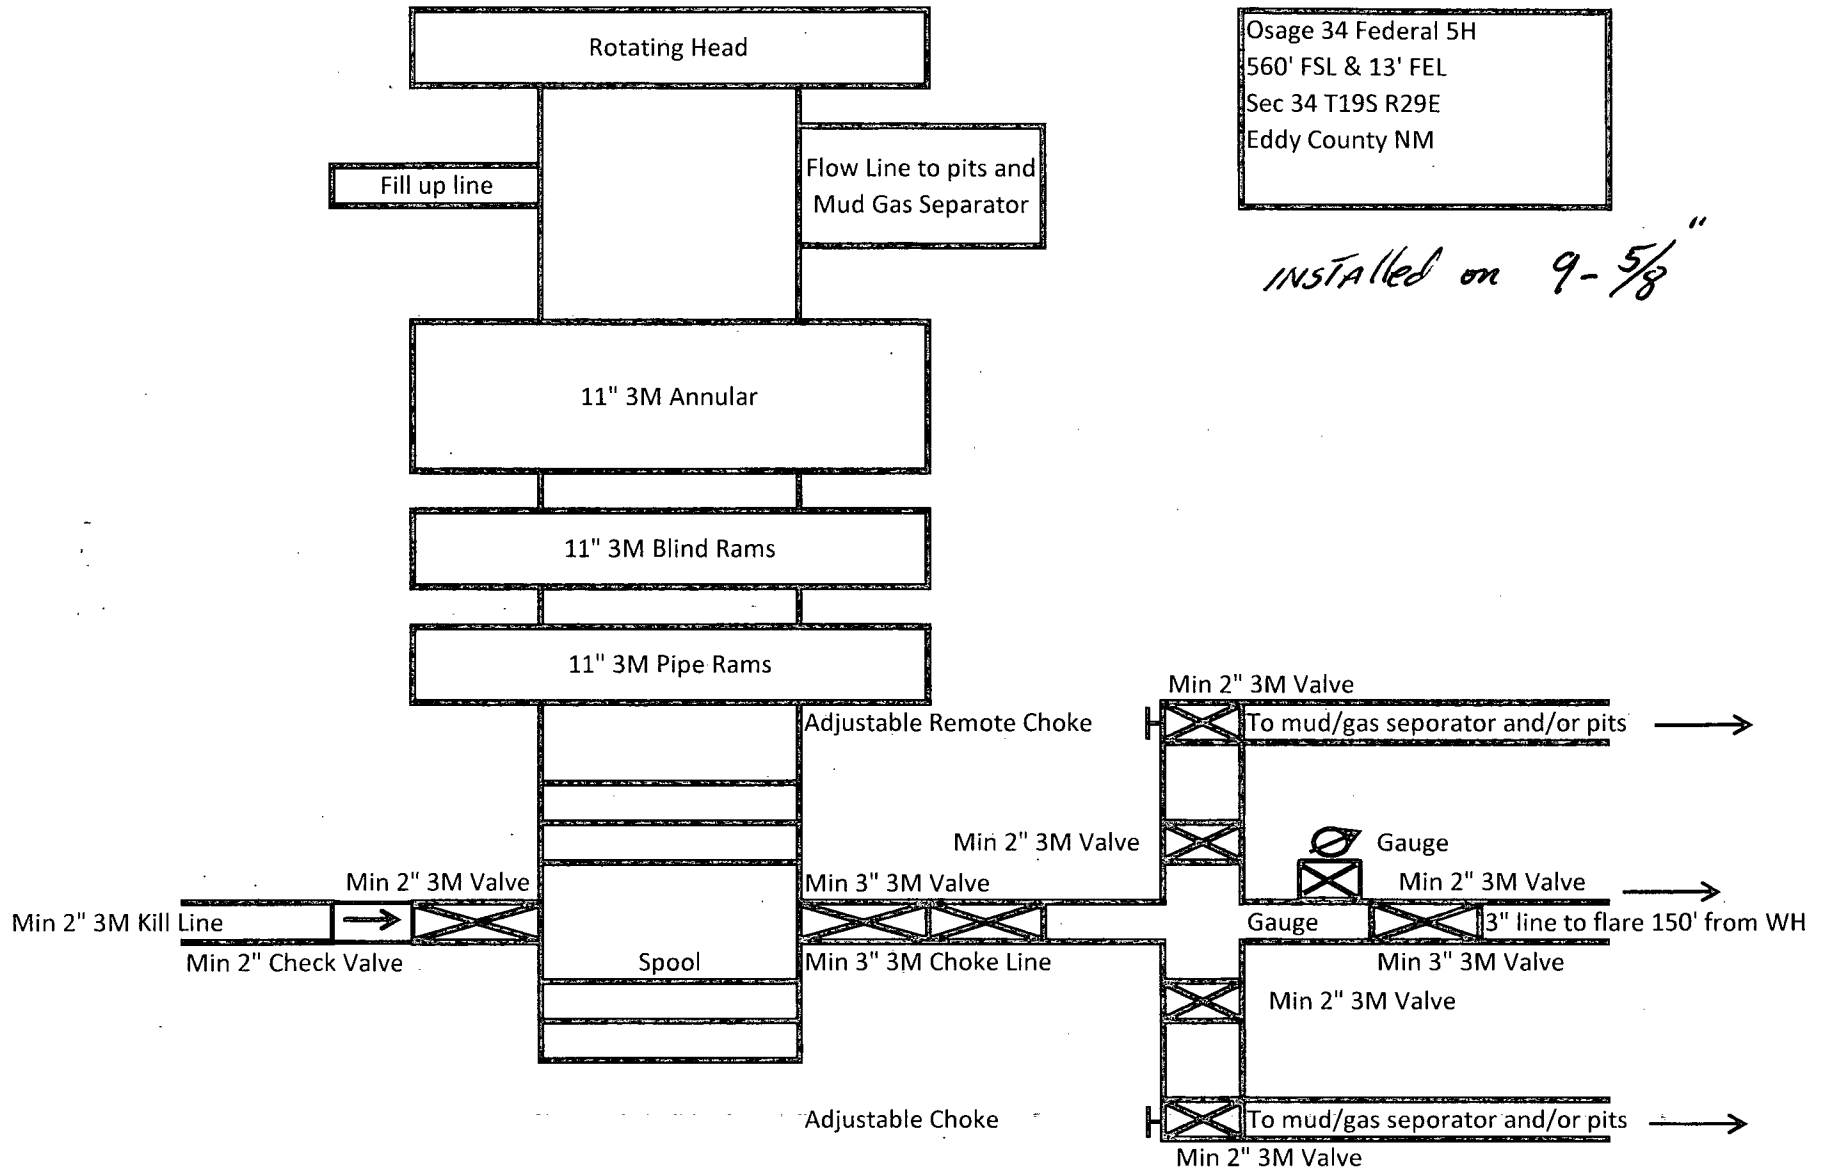 Rotating Head
Osage 34 Federal 5H
560' FSL & 13' FEL
Sec 34 T19S R29E
Eddy County NM
Fill up line
Flow Line to pits and
Mud Gas Separator
INSTAlled on 9-5/8"
11" 3M Annular
11" 3M Blind Rams
11" 3M Pipe Rams
Min 2" 3M Valve
Adjustable Remote Choke
To mud/gas seporator and/or pits
Min 2" 3M Valve
Gauge
Min 2" 3M Valve
Min 3" 3M Valve
Min 2" 3M Valve
Min 2" 3M Kill Line
Gauge
3" line to flare 150' from WH
Min 2" Check Valve
Spool
Min 3" 3M Choke Line
Min 3" 3M Valve
Min 2" 3M Valve
Adjustable Choke
To mud/gas seporator and/or pits
Min 2" 3M Valve